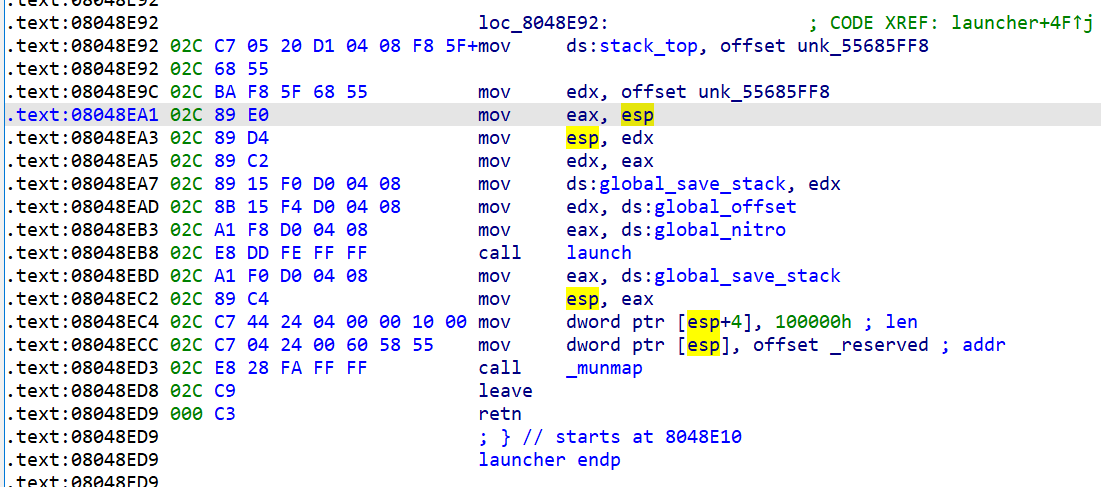 .text:08048E92
.text:08048E92 loc_8048E92: ; CODE XREF: launcher+4F↑j
.text:08048E92 02C C7 05 20 D1 04 08 F8 5F+mov ds:stack_top, offset unk_55685FF8
.text:08048E92 02C 68 55
.text:08048E9C 02C BA F8 5F 68 55 mov edx, offset unk_55685FF8
.text:08048EA1 02C 89 E0 mov eax, esp
.text:08048EA3 02C 89 D4 mov esp, edx
.text:08048EA5 02C 89 C2 mov edx, eax
.text:08048EA7 02C 89 15 F0 D0 04 08 mov ds:global_save_stack, edx
.text:08048EAD 02C 8B 15 F4 D0 04 08 mov edx, ds:global_offset
.text:08048EB3 02C A1 F8 D0 04 08 mov eax, ds:global_nitro
.text:08048EB8 02C E8 DD FE FF FF call launch
.text:08048EBD 02C A1 F0 D0 04 08 mov eax, ds:global_save_stack
.text:08048EC2 02C 89 C4 mov esp, eax
.text:08048EC4 02C C7 44 24 04 00 00 10 00 mov dword ptr [esp+4], 100000h ; len
.text:08048ECC 02C C7 04 24 00 60 58 55 mov dword ptr [esp], offset _reserved ; addr
.text:08048ED3 02C E8 28 FA FF FF call _munmap
.text:08048ED8 02C C9 leave
.text:08048ED9 000 C3 retn
.text:08048ED9 ; } // starts at 8048E10
.text:08048ED9 launcher endp
.text:08048ED9